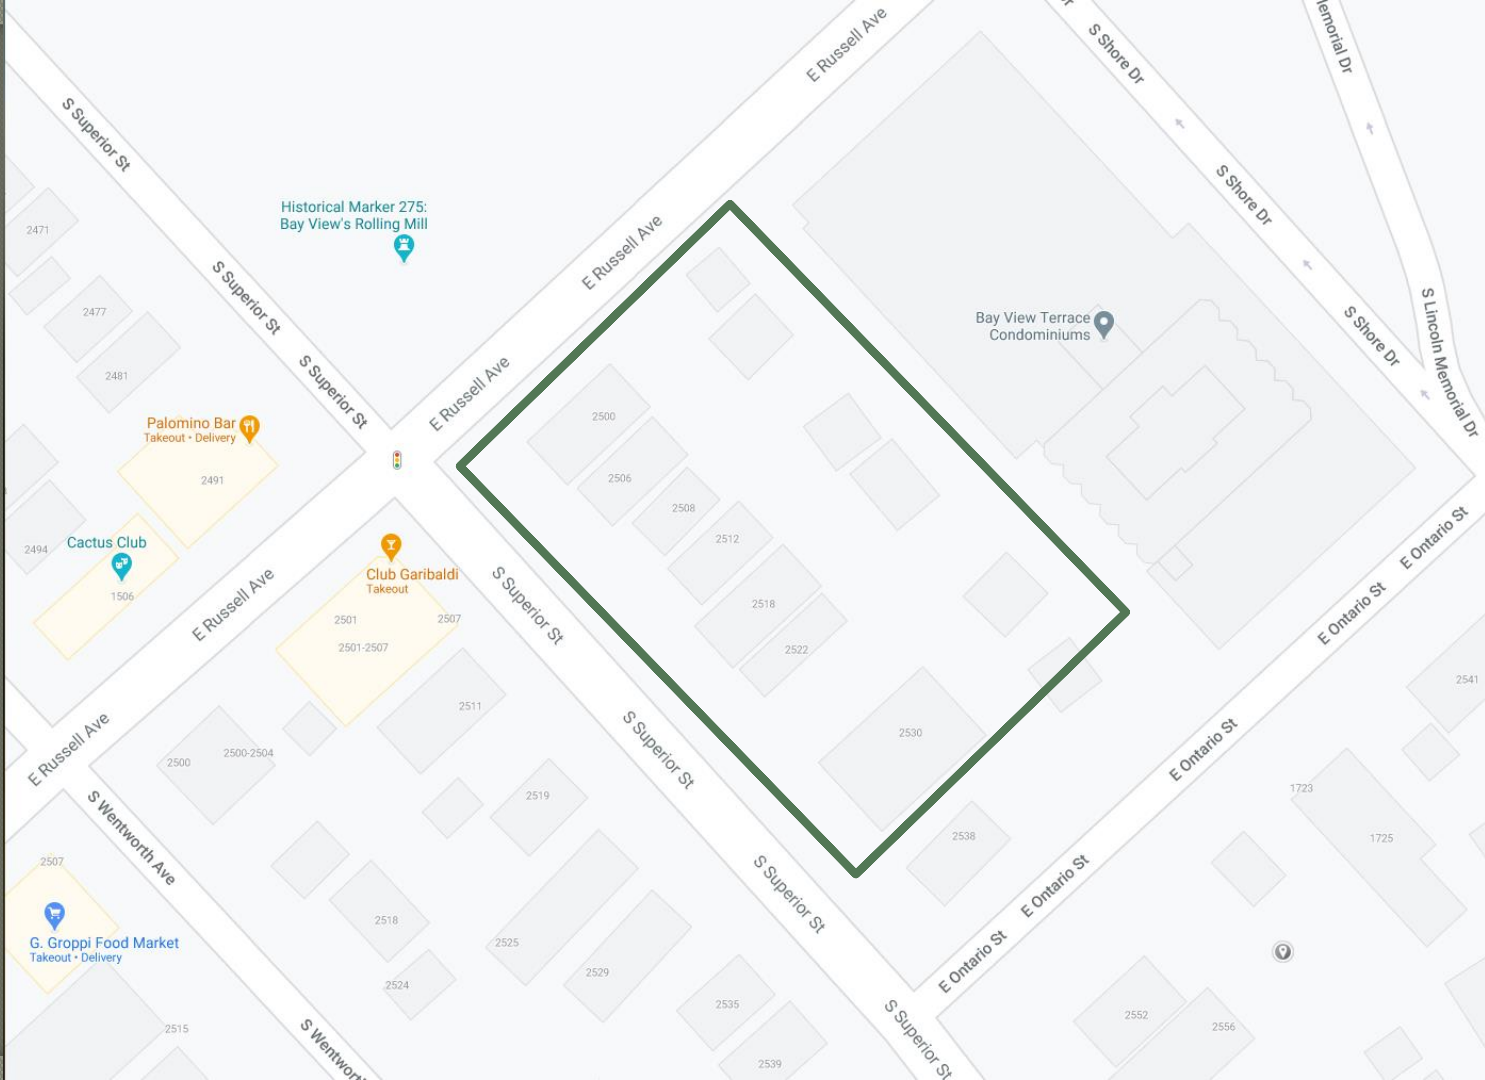 E Russell Ave
S Shore Dr
emorial Dr
S Superior St
S Shore Dr
Historical Marker 275:
Bay View's Rolling Mill
2471
E Russell Ave
S Superior St
2477
S Shore Dr
S Lincoln Memorial Dr
Bay View Terrace
Condominiums
2481
S Superior St
E Russell Ave
Palomino Bar
Takeout • Delivery
2500
2491
2506
2508
2494
Cactus Club
2512
E Ontario St
1506
Club Garibaldi
Takeout
E Russell Ave
S Superior St
2518
2501
2507
2501-2507
2522
E Ontario St
2541
2511
2530
E Russell Ave
2500
2500-2504
S Superior St
E Ontario St
1723
2519
S Wentworth Ave
2538
1725
2507
S Superior St
E Ontario St
G. Groppi Food Market
Takeout • Delivery
2518
2525
2529
E Ontario St
2524
2535
2515
S Wentwort
2539
S Superior St
2552
2556